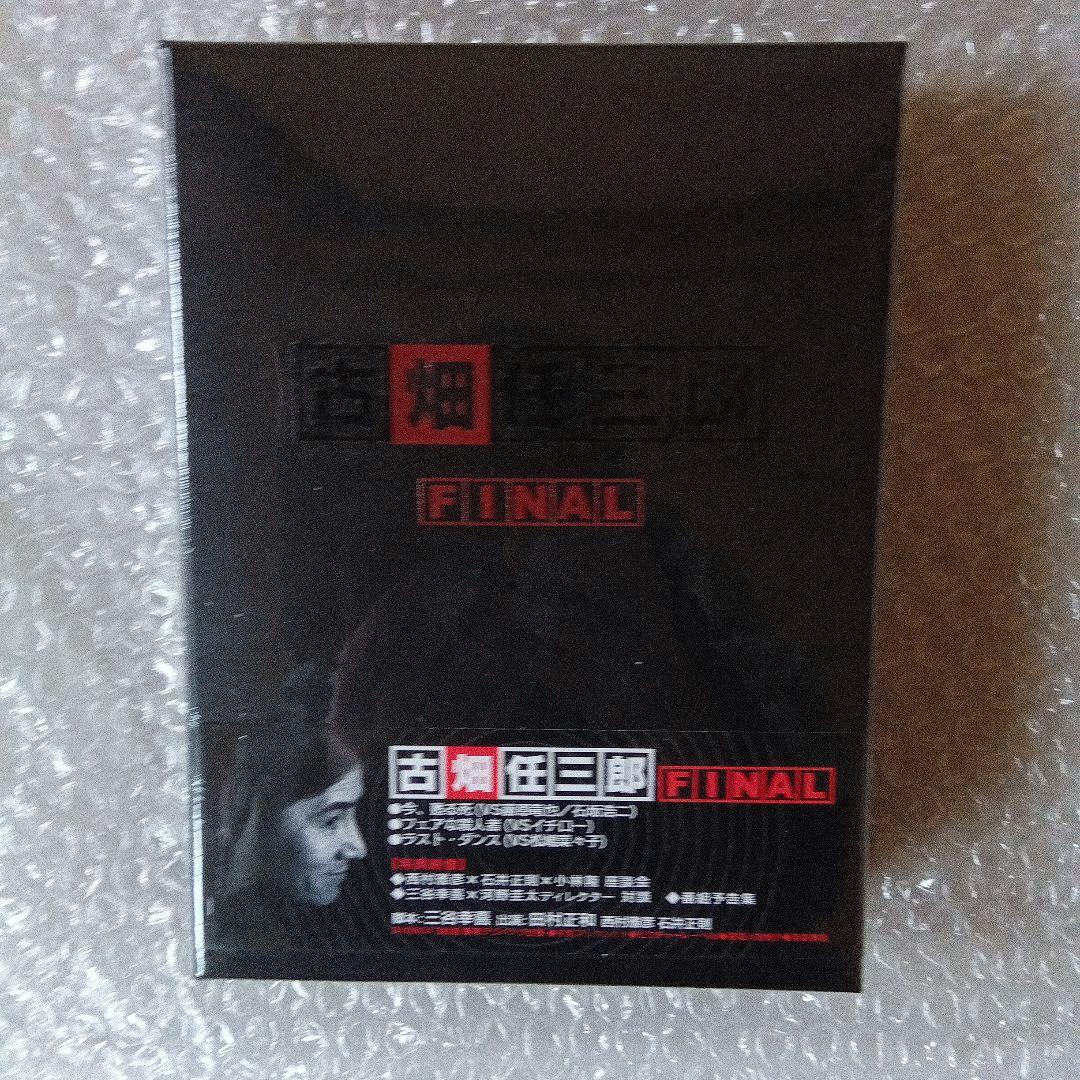 古畑任三郎
FINAL
古畑任三郎 FINAL
●今、甦る死(VS藤原竜也/石坂浩二)
●フェアな殺人者(VSイチロー)
●ラスト・ダンス(VS松嶋菜々子)
【特典映像】
◆西村雅彦×石井正則×小林隆 座談会
◆三谷幸喜×河野圭太ディレクター 対談 ◆番組予告集
脚本:三谷幸喜 出演:田村正和 西村雅彦 石井正則